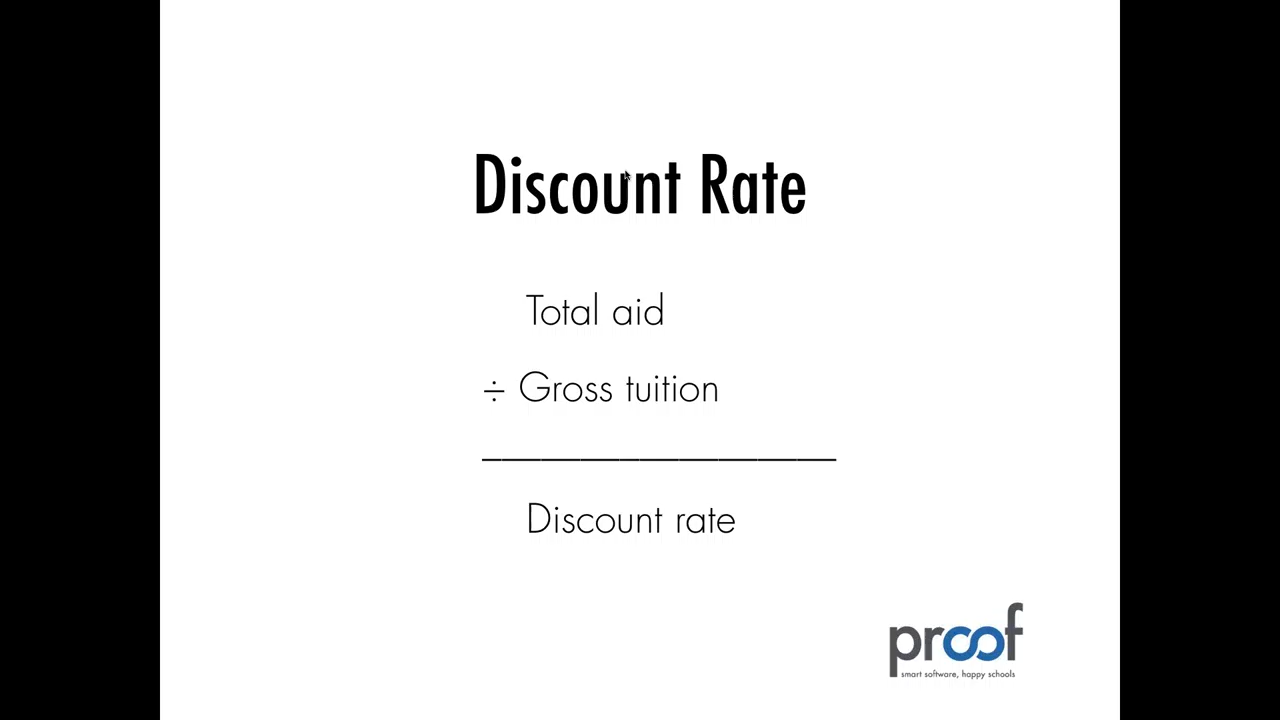 Discount Rate
Total aid
÷ Gross tuition
Discount rate
proof
smart software, happy schools